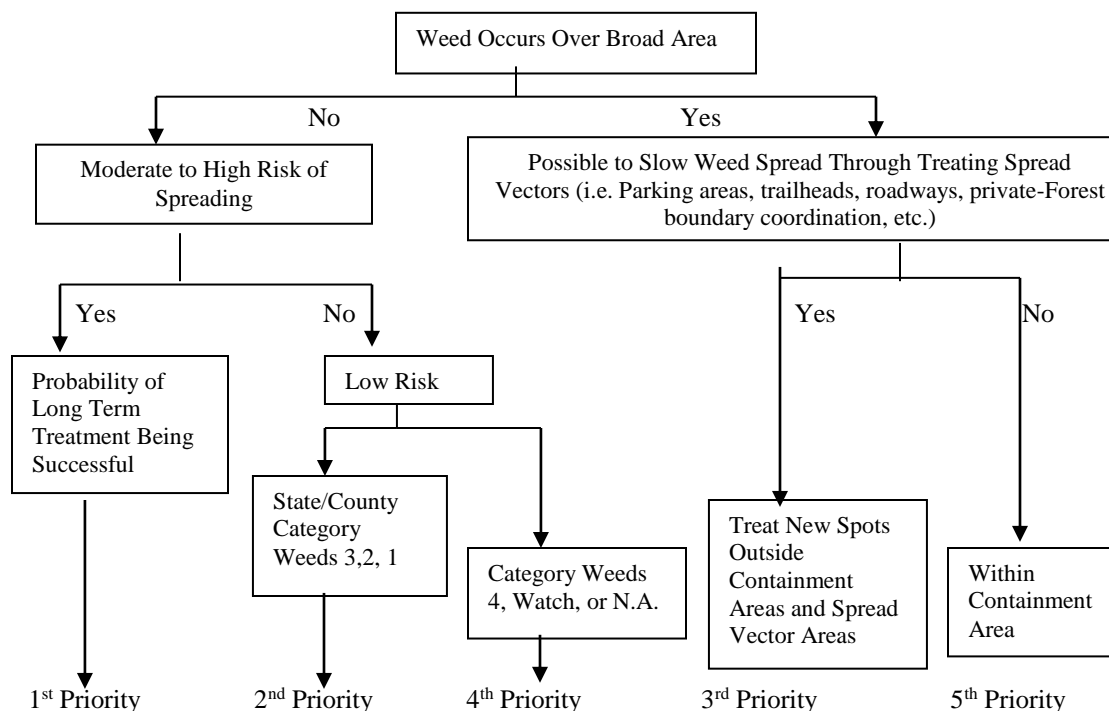 Weed Occurs Over Broad Area
No
Yes
Moderate to High Risk of
Spreading
Possible to Slow Weed Spread Through Treating Spread
Vectors (i.e. Parking areas, trailheads, roadways, private-Forest
boundary coordination, etc.)
Yes
No
Yes
No
Probability of
Long Term
Treatment Being
Successful
Low Risk
State/County
Category
Weeds 3,2, 1
Category Weeds
4, Watch, or N.A.
Treat New Spots
Outside
Containment
Areas and Spread
Vector Areas
Within
Containment
Area
1st Priority
2nd Priority
4th Priority
3rd Priority
5th Priority